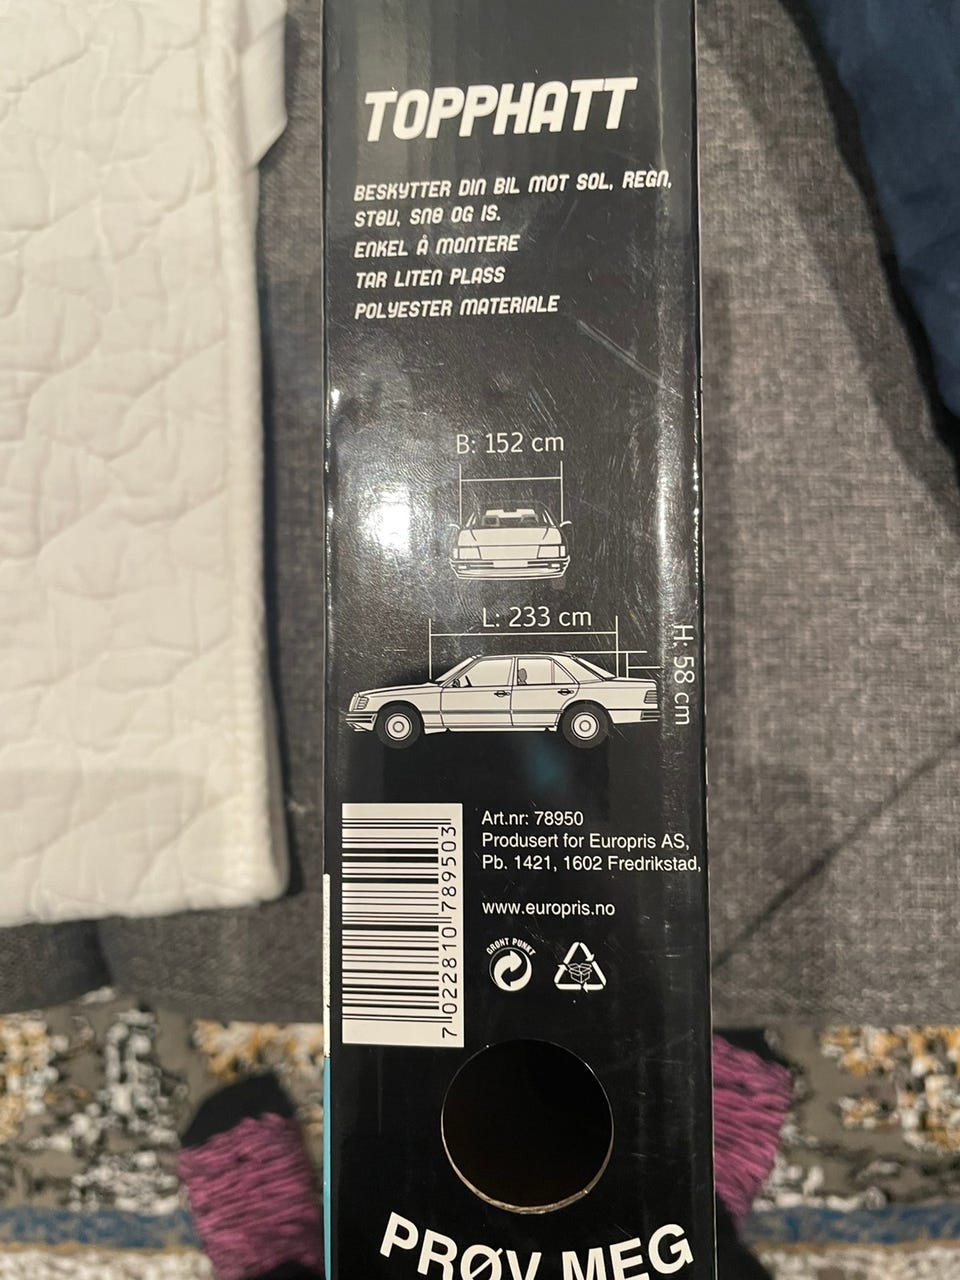 TOPPHATT
BESKYTTER DIN BIL MOT SOL, REGN,
STØV, SNØ OG IS.
ENKEL Å MONTERE
TAR LITEN PLASS
POLYESTER MATERIALE
B: 152 cm
L: 233 cm
H: 58 cm
Art.nr: 78950
Produsert for Europris AS,
Pb. 1421, 1602 Fredrikstad,
www.europris.no
GRØNT PUNKT
7 022810 789503
PRØV MEG